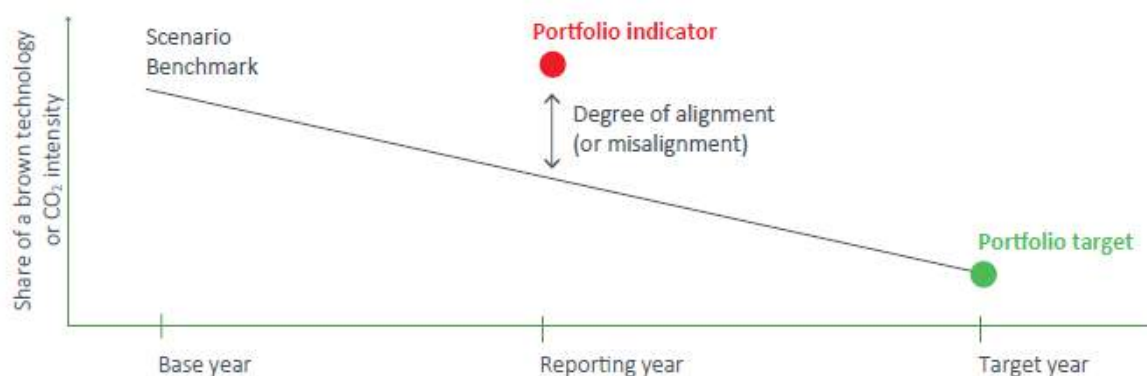 Share of a brown technology
or CO₂ intensity
Scenario
Benchmark
Portfolio indicator
Degree of alignment
(or misalignment)
Portfolio target
Base year
Reporting year
Target year